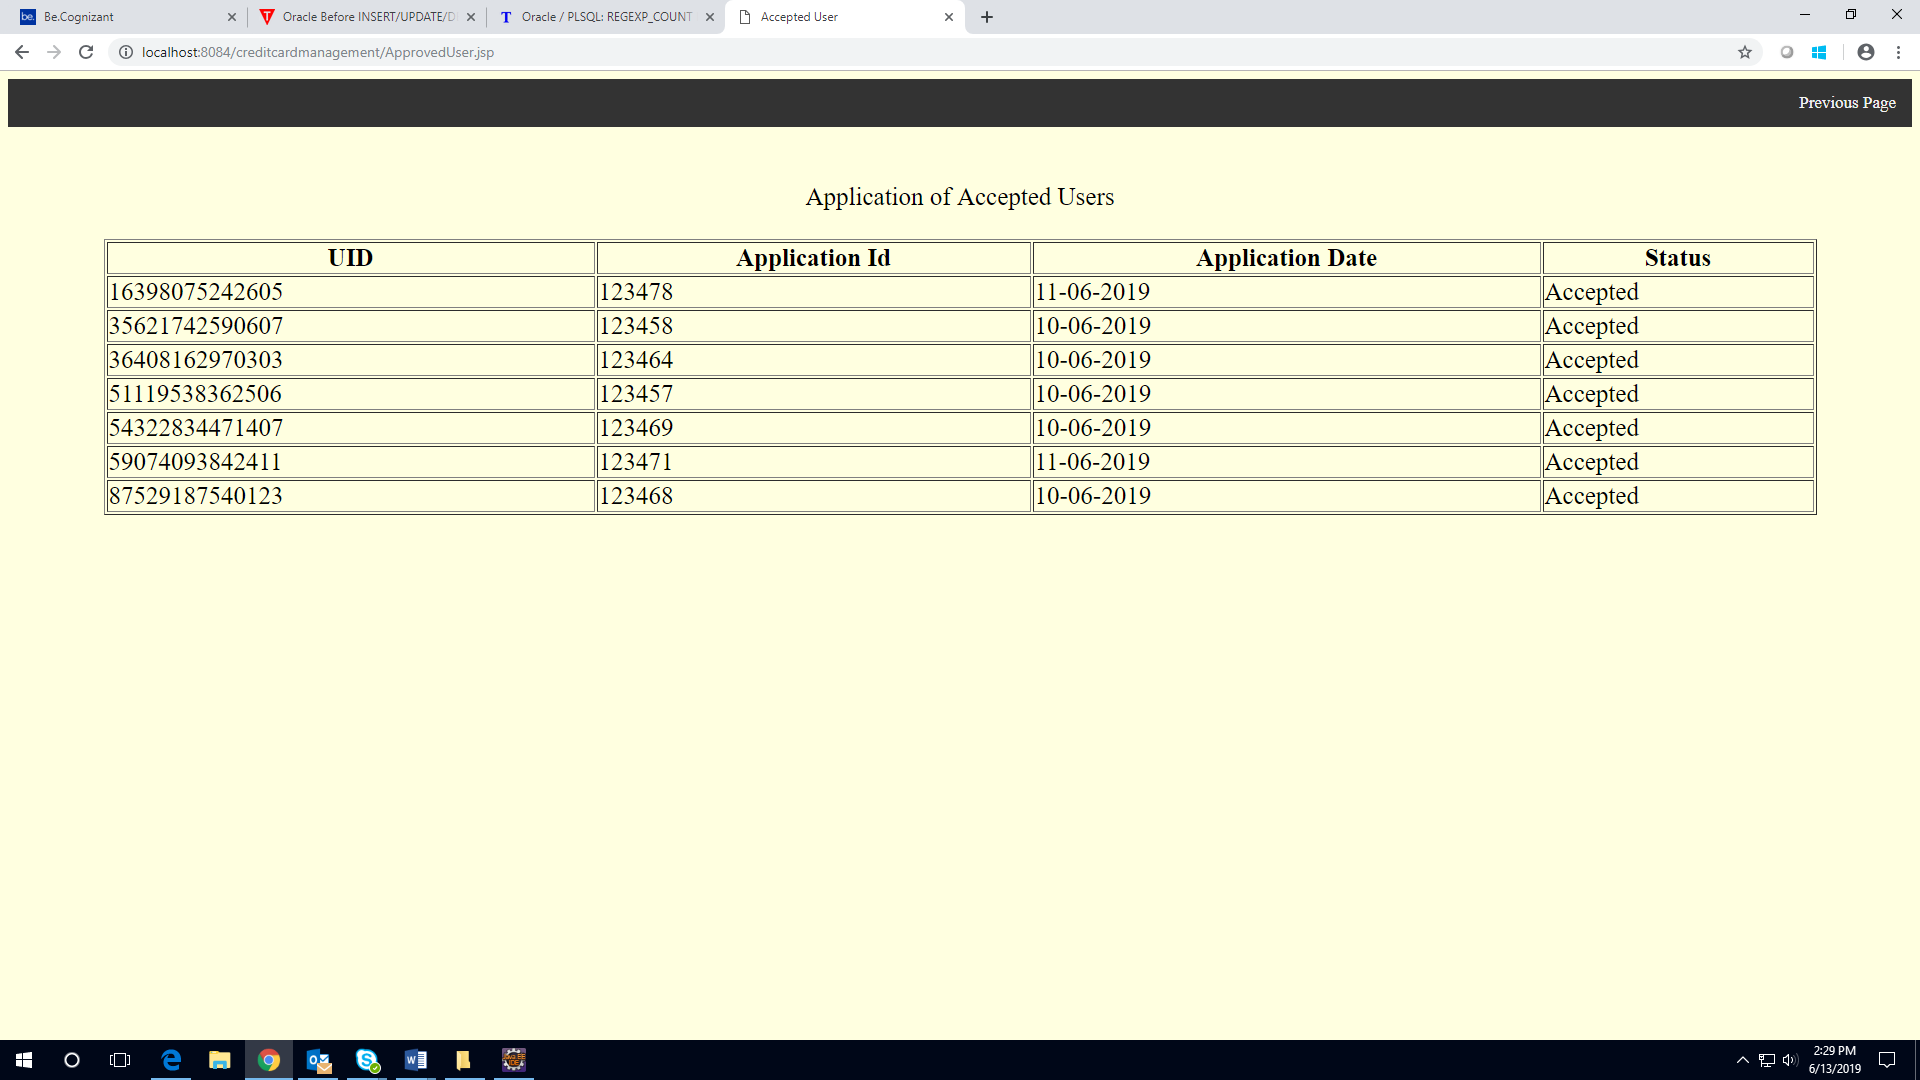 be. Be.Cognizant
Oracle Before INSERT/UPDATE/D
T Oracle / PLSQL: REGEXP_COUNT
Accepted User
localhost:8084/creditcardmanagement/ApprovedUser.jsp
Previous Page
Application of Accepted Users
UID Application Id Application Date Status
16398075242605 123478 11-06-2019 Accepted
35621742590607 123458 10-06-2019 Accepted
36408162970303 123464 10-06-2019 Accepted
51119538362506 123457 10-06-2019 Accepted
54322834471407 123469 10-06-2019 Accepted
59074093842411 123471 11-06-2019 Accepted
87529187540123 123468 10-06-2019 Accepted
2:29 PM
6/13/2019